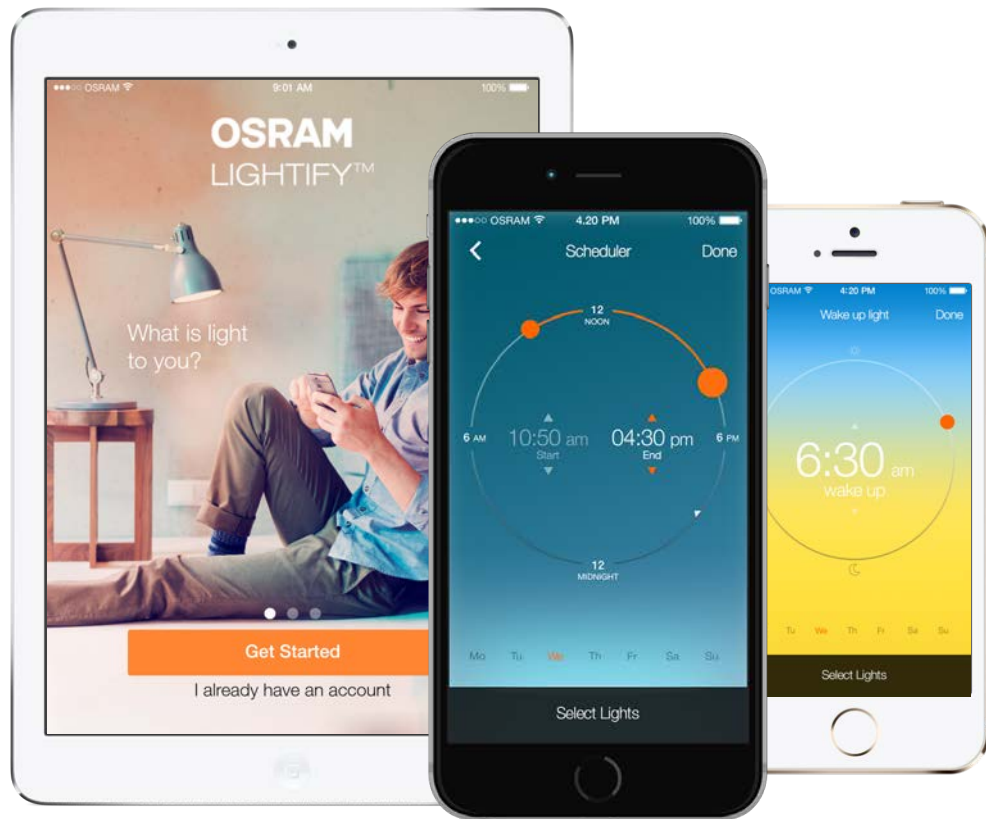 ●●●○○ OSRAM
9:01 AM
100%
OSRAM
LIGHTIFY™
What is light
to you?
Get Started
I already have an account
●●●○○ OSRAM
4.20 PM
100%
Scheduler
Done
12
NOON
6 AM
10:50 am
Start
04:30 pm
End
6 PM
12
MIDNIGHT
Mo Tu We Th Fr Sa Su
Select Lights
OSRAM
4:20 PM
100%
Wake up light
Done
6:30 am
wake up
Tu We Th Fr Sa Su
Select Lights